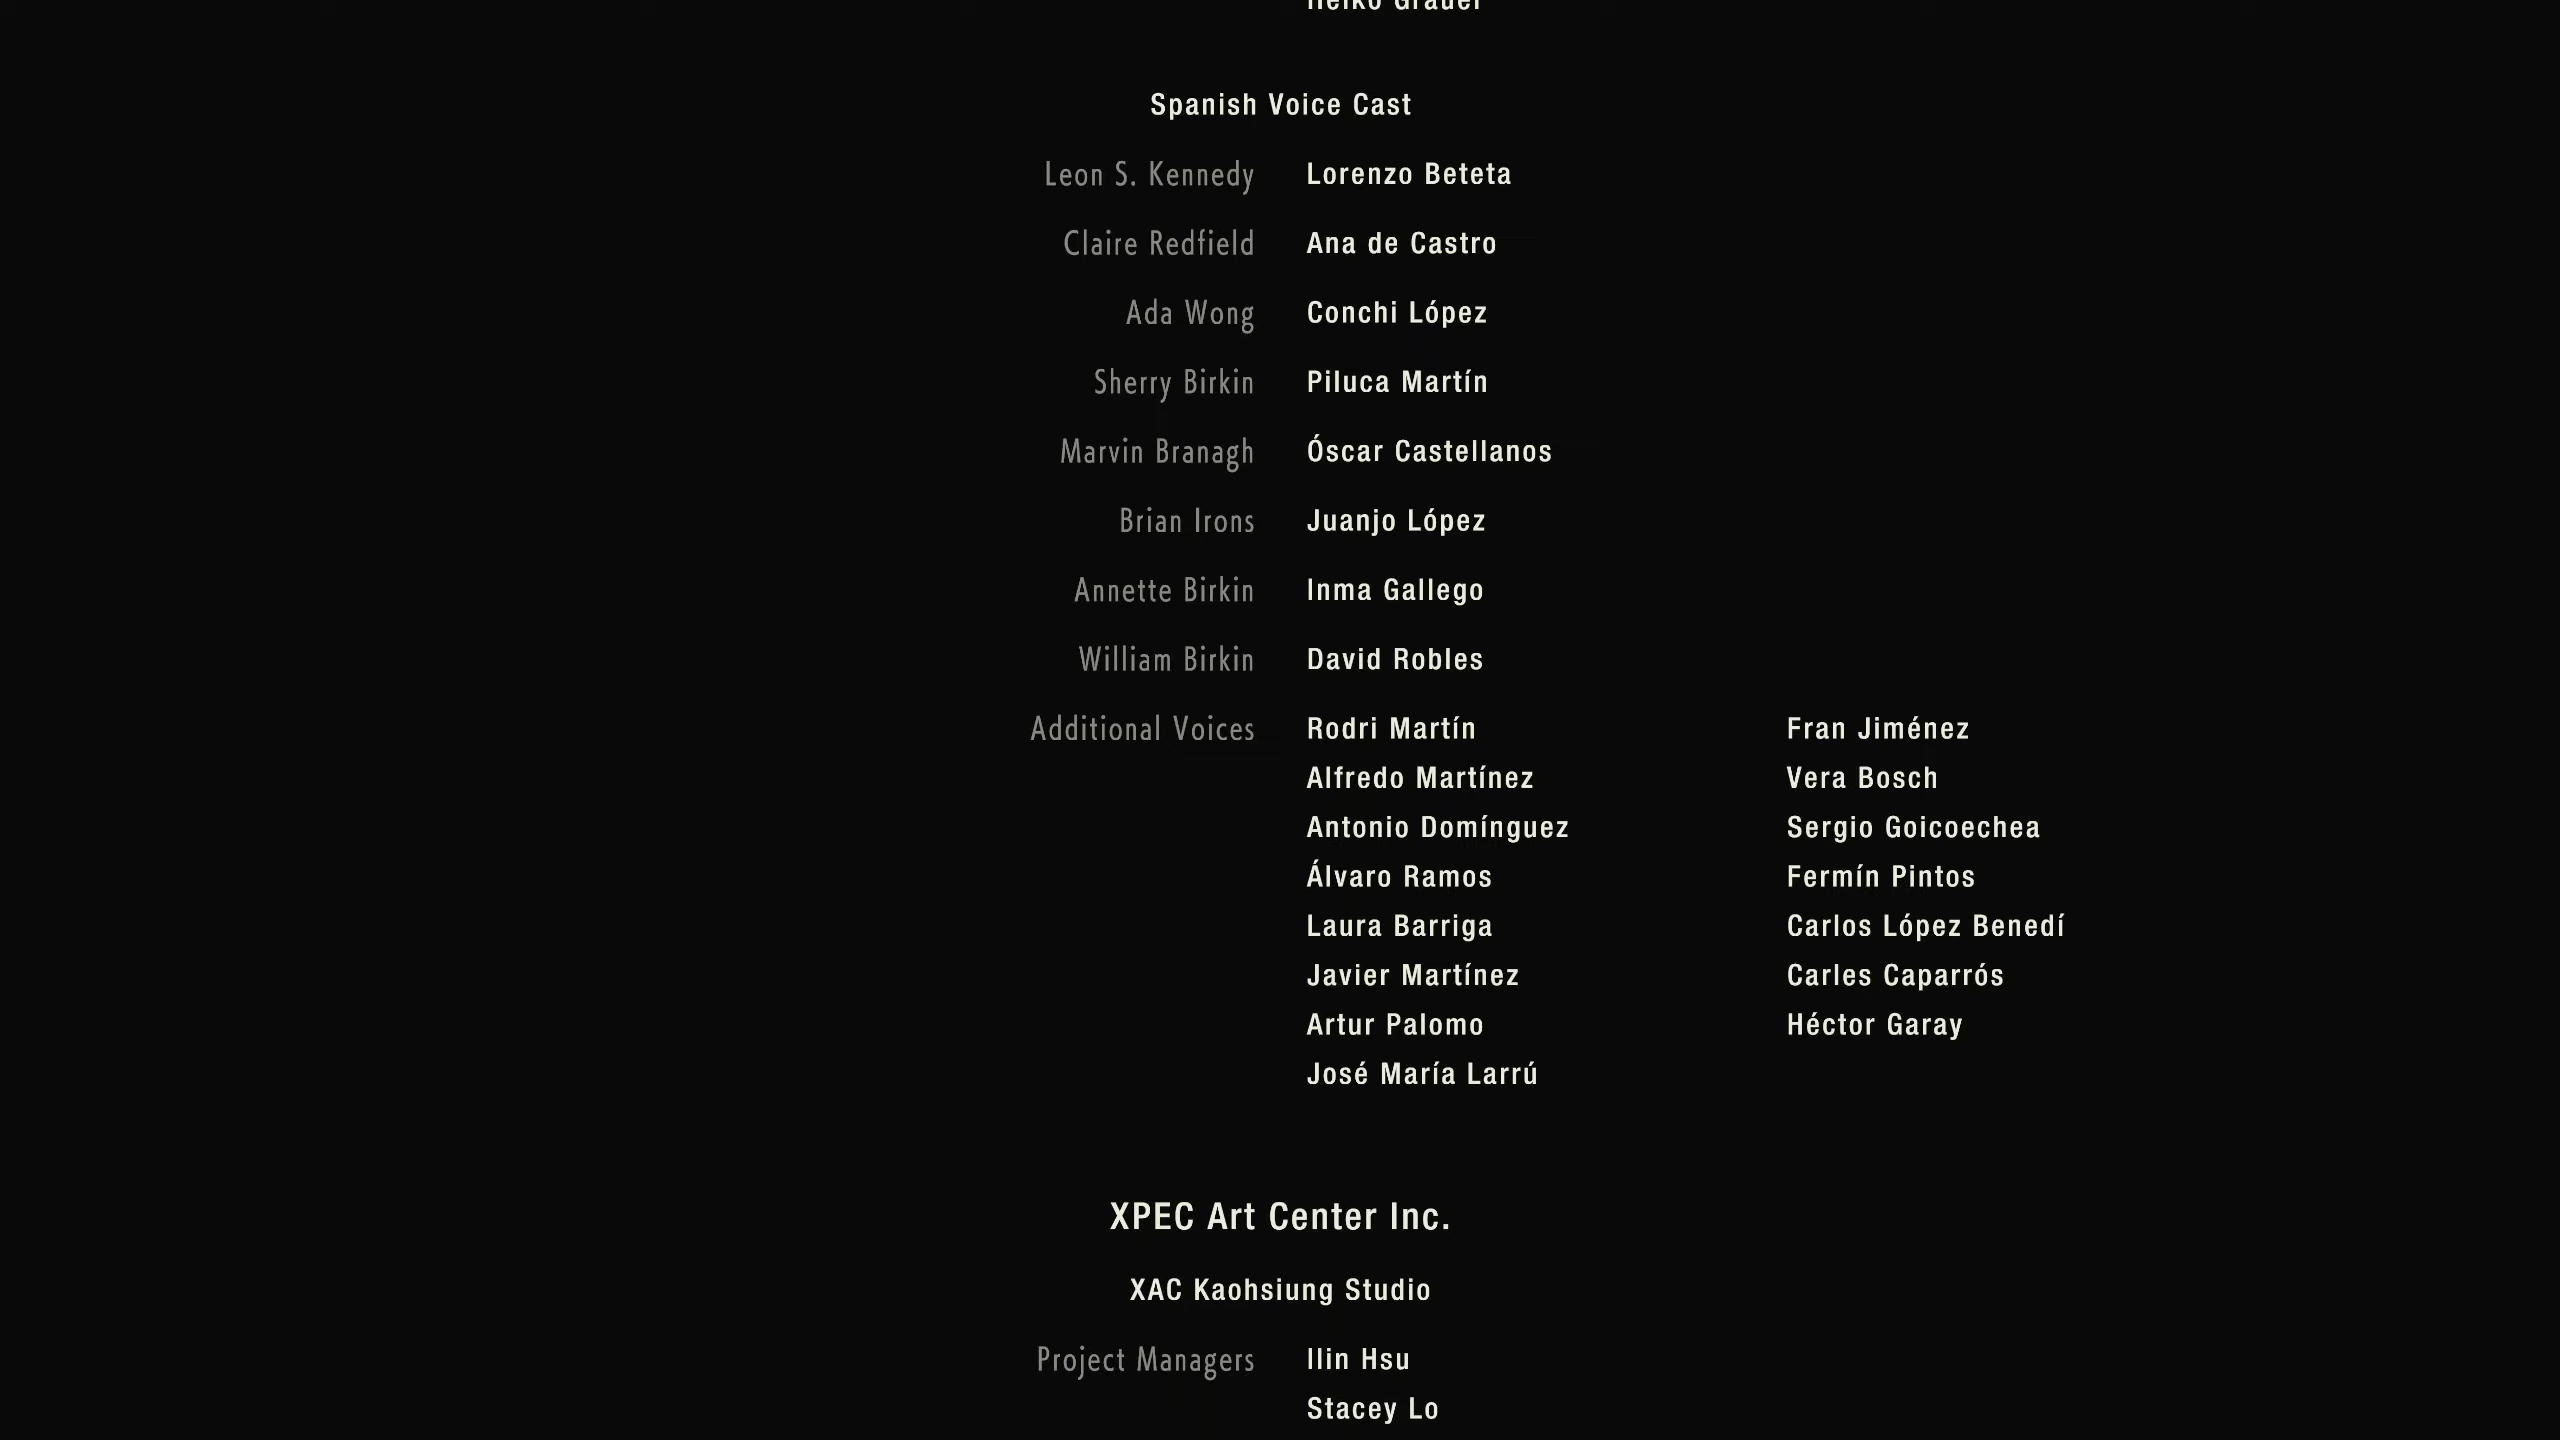 Heiko Grauel
Spanish Voice Cast
Leon S. Kennedy Lorenzo Beteta
Claire Redfield Ana de Castro
Ada Wong Conchi López
Sherry Birkin Piluca Martín
Marvin Branagh Óscar Castellanos
Brian Irons Juanjo López
Annette Birkin Inma Gallego
William Birkin David Robles
Additional Voices Rodri Martín Fran Jiménez
Alfredo Martínez Vera Bosch
Antonio Domínguez Sergio Goicoechea
Álvaro Ramos Fermín Pintos
Laura Barriga Carlos López Benedí
Javier Martínez Carles Caparrós
Artur Palomo Héctor Garay
José María Larrú
XPEC Art Center Inc.
XAC Kaohsiung Studio
Project Managers Ilin Hsu
Stacey Lo